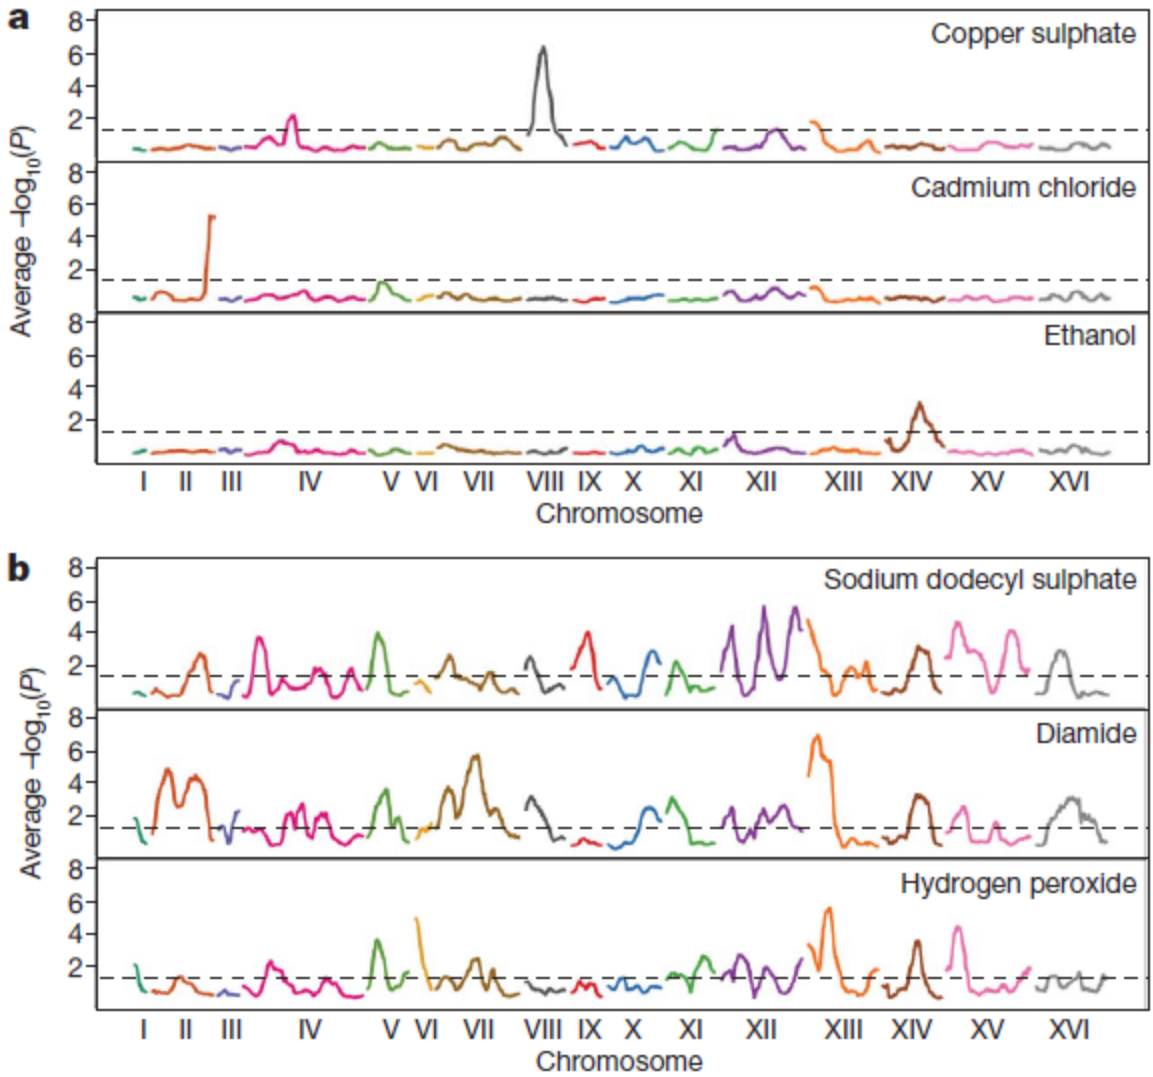 a
Copper sulphate
8
6
4
2
Cadmium chloride
8
6
4
2
Ethanol
8
6
4
2
Average –log10(P)
I II III IV V VI VII VIII IX X XI XII XIII XIV XV XVI
Chromosome
b
Sodium dodecyl sulphate
8
6
4
2
Diamide
8
6
4
2
Hydrogen peroxide
8
6
4
2
Average –log10(P)
I II III IV V VI VII VIII IX X XI XII XIII XIV XV XVI
Chromosome